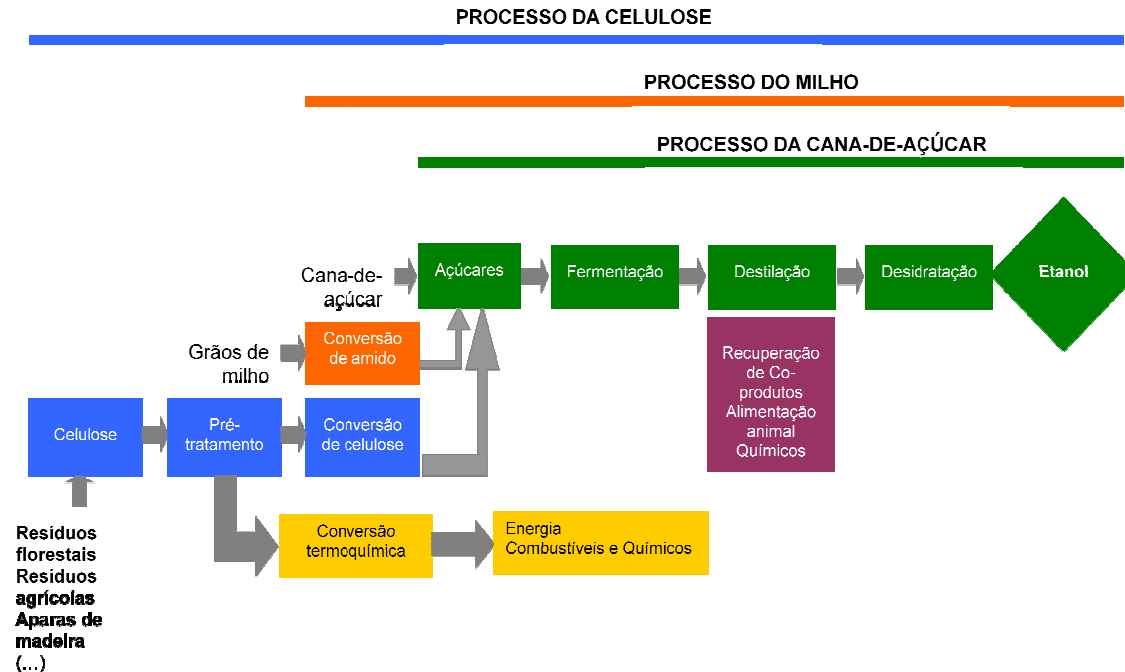 PROCESSO DA CELULOSE
PROCESSO DO MILHO
PROCESSO DA CANA-DE-AÇÚCAR
Cana-de-
açúcar
Açúcares
Fermentação
Destilação
Desidratação
Etanol
Grãos de
milho
Conversão
de amido
Recuperação
de Co-
produtos
Alimentação
animal
Químicos
Celulose
Pré-
tratamento
Conversão
de celulose
Resíduos
florestais
Resíduos
agrícolas
Aparas de
madeira
(...)
Conversão
termoquímica
Energia
Combustíveis e Químicos